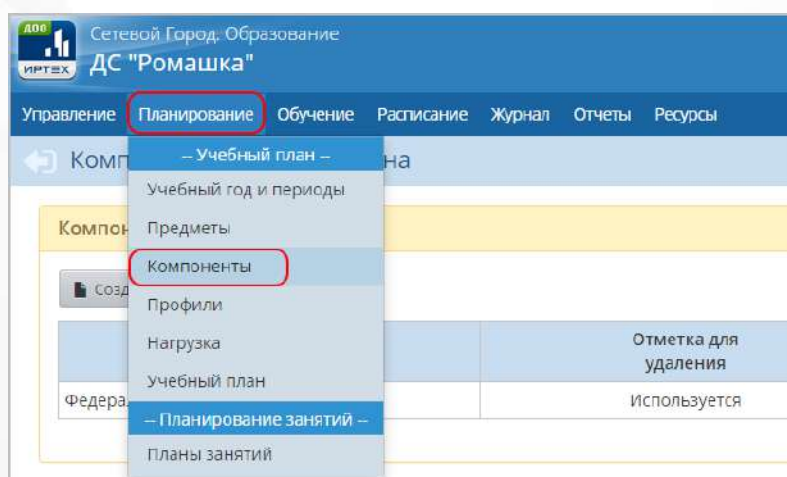 ДОО
ИРТЕХ
Сетевой Город. Образование
ДС "Ромашка"
Управление Планирование Обучение Расписание Журнал Отчеты Ресурсы
Комп
на
-- Учебный план --
Учебный год и периоды
Компон
Предметы
Компоненты
Созд
Профили
Нагрузка
Отметка для
удаления
Учебный план
Федера
Используется
-- Планирование занятий --
Планы занятий